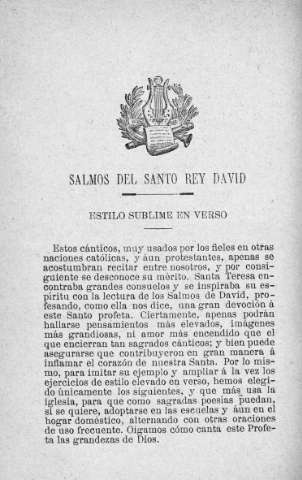 SALMOS DEL SANTO REY DAVID
ESTILO SUBLIME EN VERSO
Estos cánticos, muy usados por los fieles en otras
naciones católicas, y áun protestantes, apenas se
acostumbran recitar entre nosotros, y por consi-
guiente se desconoce su mérito. Santa Teresa en-
contraba grandes consuelos y se inspiraba su es-
píritu con la lectura de los Salmos de David, pro-
fesando, como ella nos dice, una gran devoción á
este Santo profeta. Ciertamente, apenas podrán
hallarse pensamientos más elevados, imágenes
más grandiosas, ni amor más encendido que el
que encierran tan sagrados cánticos; y bien puede
asegurarse que contribuyeron en gran manera á
inflamar el corazón de nuestra Santa. Por lo mis-
mo, para imitar su ejemplo y ampliar á la vez los
ejercicios de estilo elevado en verso, hemos elegi-
do únicamente los siguientes, y que más usa la
iglesia, para que como sagradas poesías puedan,
si se quiere, adoptarse en las escuelas y áun en el
hogar doméstico, alternando con otras oraciones
de uso frecuente. Oigamos cómo canta este Profe-
ta las grandezas de Dios.